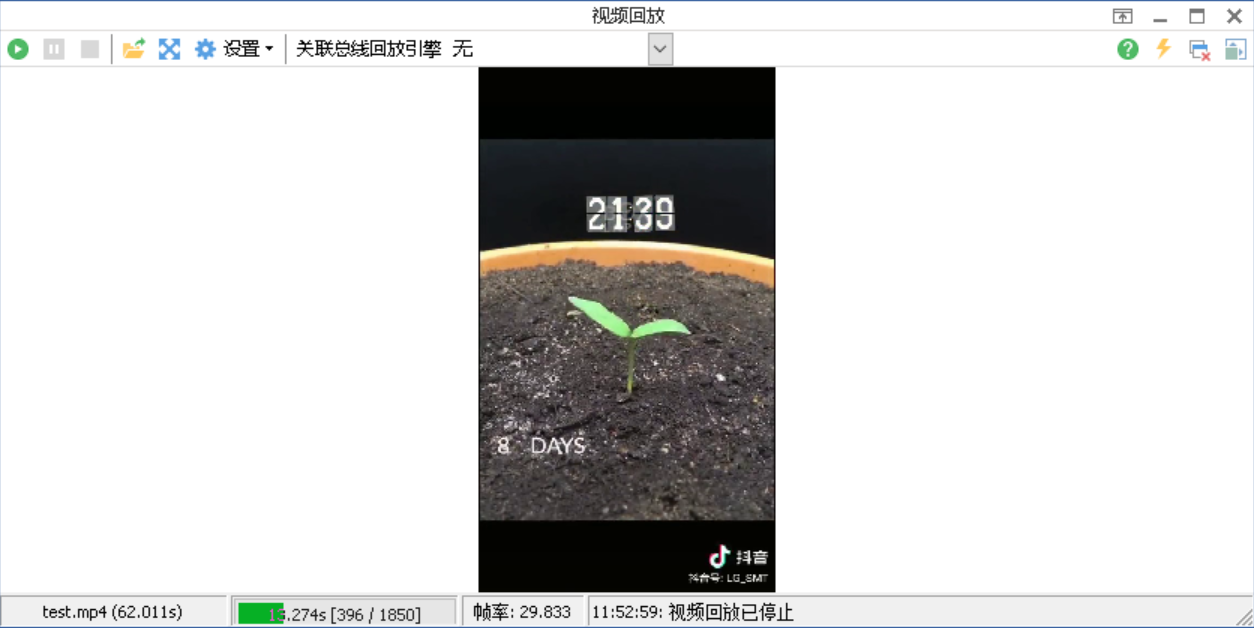 视频回放
设置 关联总线回放引擎 无
21:39
8 DAYS
抖音
抖音号: LG_SMT
test.mp4 (62.011s) 13.274s [396 / 1850] 帧率: 29.833 11:52:59: 视频回放已停止